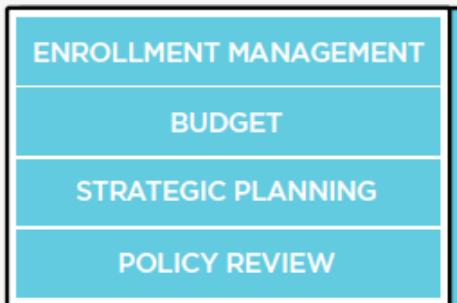 ENROLLMENT MANAGEMENT
BUDGET
STRATEGIC PLANNING
POLICY REVIEW